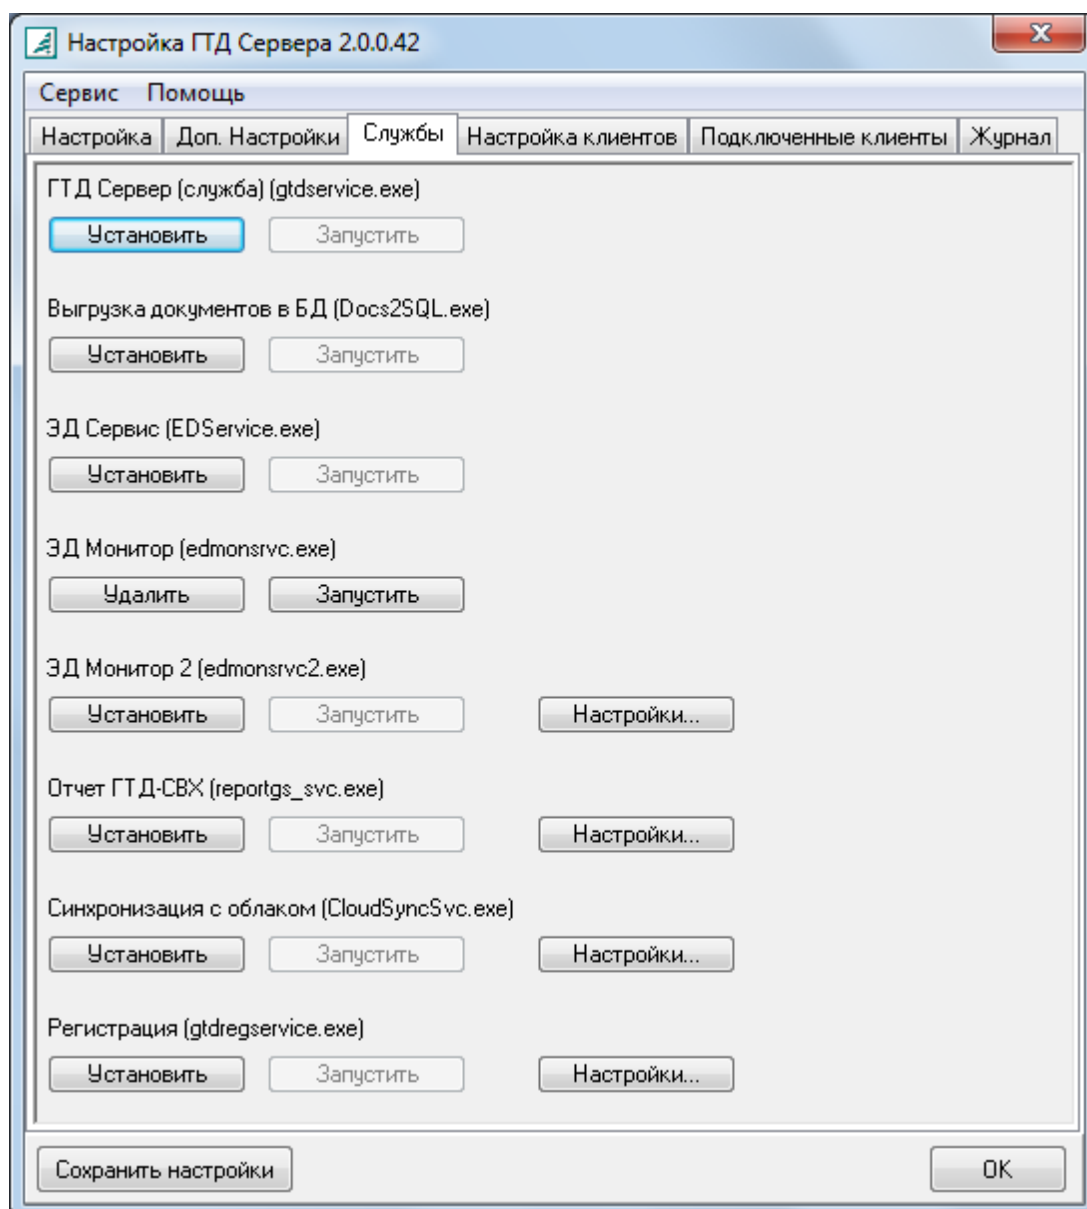 Настройка ГТД Сервера 2.0.0.42
Сервис Помощь
Настройка Доп. Настройки Службы Настройка клиентов Подключенные клиенты Журнал
ГТД Сервер (служба) (gtdservice.exe)
Установить Запустить
Выгрузка документов в БД (Docs2SQL.exe)
Установить Запустить
ЭД Сервис (EDService.exe)
Установить Запустить
ЭД Монитор (edmonsrvc.exe)
Удалить Запустить
ЭД Монитор 2 (edmonsrvc2.exe)
Установить Запустить Настройки...
Отчет ГТД-СВХ (reportgs_svc.exe)
Установить Запустить Настройки...
Синхронизация с облаком (CloudSyncSvc.exe)
Установить Запустить Настройки...
Регистрация (gtdregservice.exe)
Установить Запустить Настройки...
Сохранить настройки OK